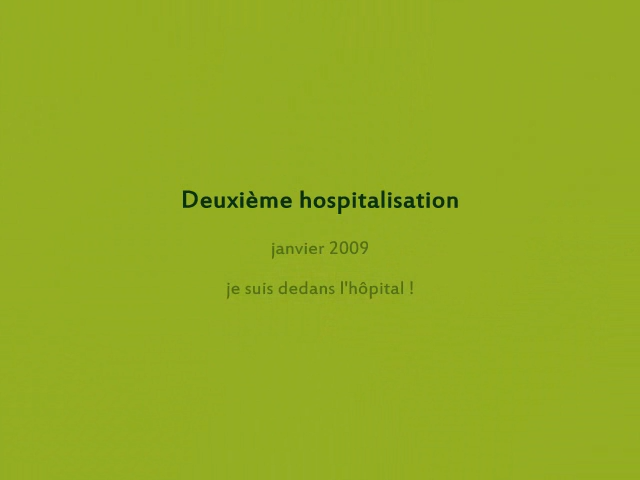 Deuxième hospitalisation
janvier 2009
je suis dedans l'hôpital !